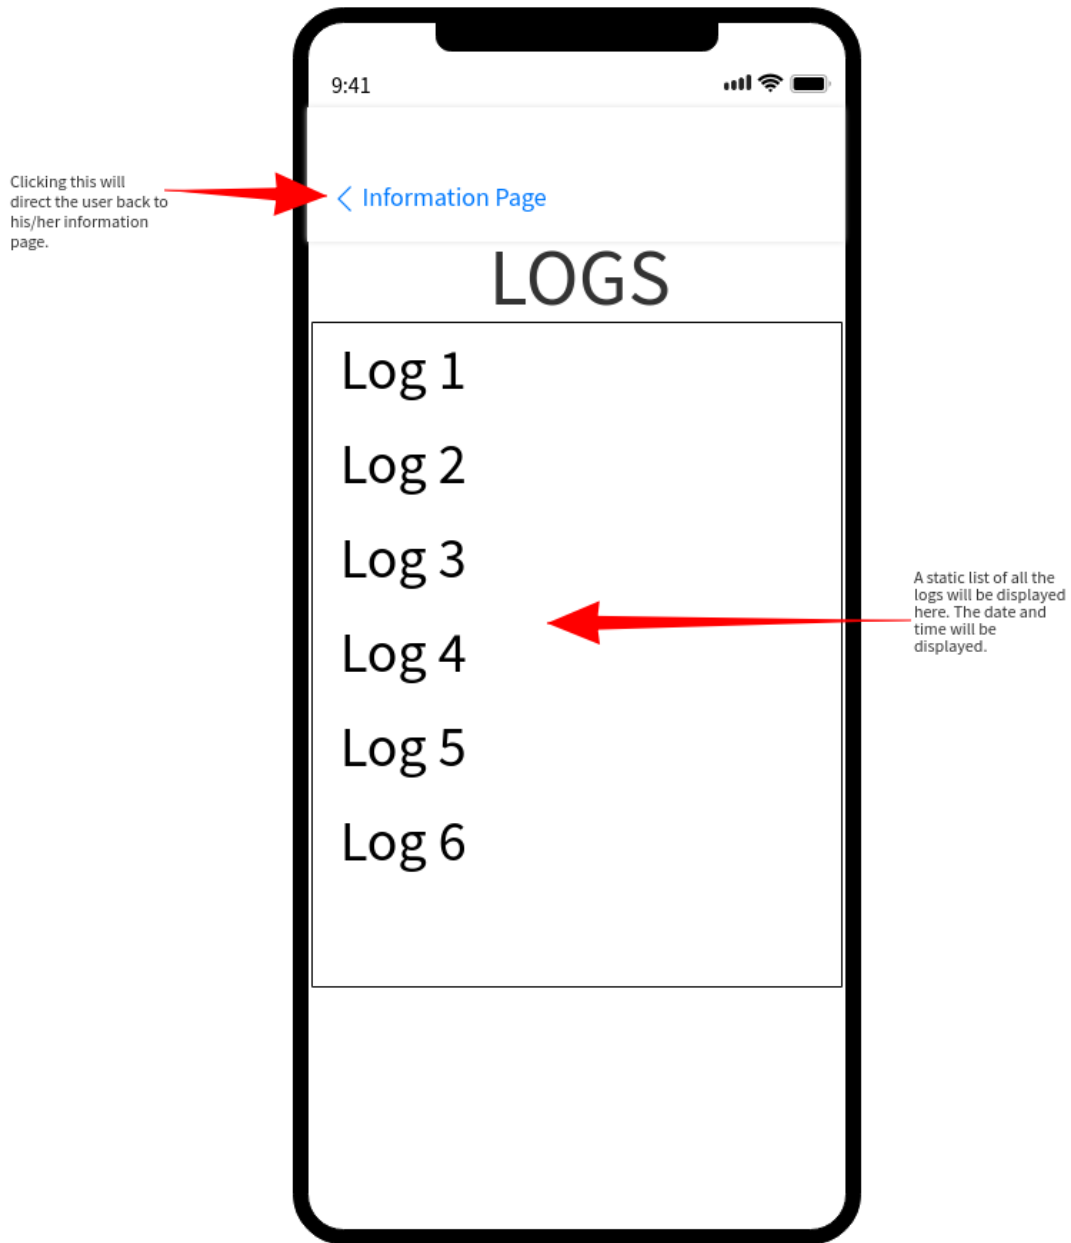 9:41
Clicking this will
direct the user back to
his/her information
page.
Information Page
LOGS
Log 1
Log 2
Log 3
Log 4
Log 5
Log 6
A static list of all the
logs will be displayed
here. The date and
time will be
displayed.